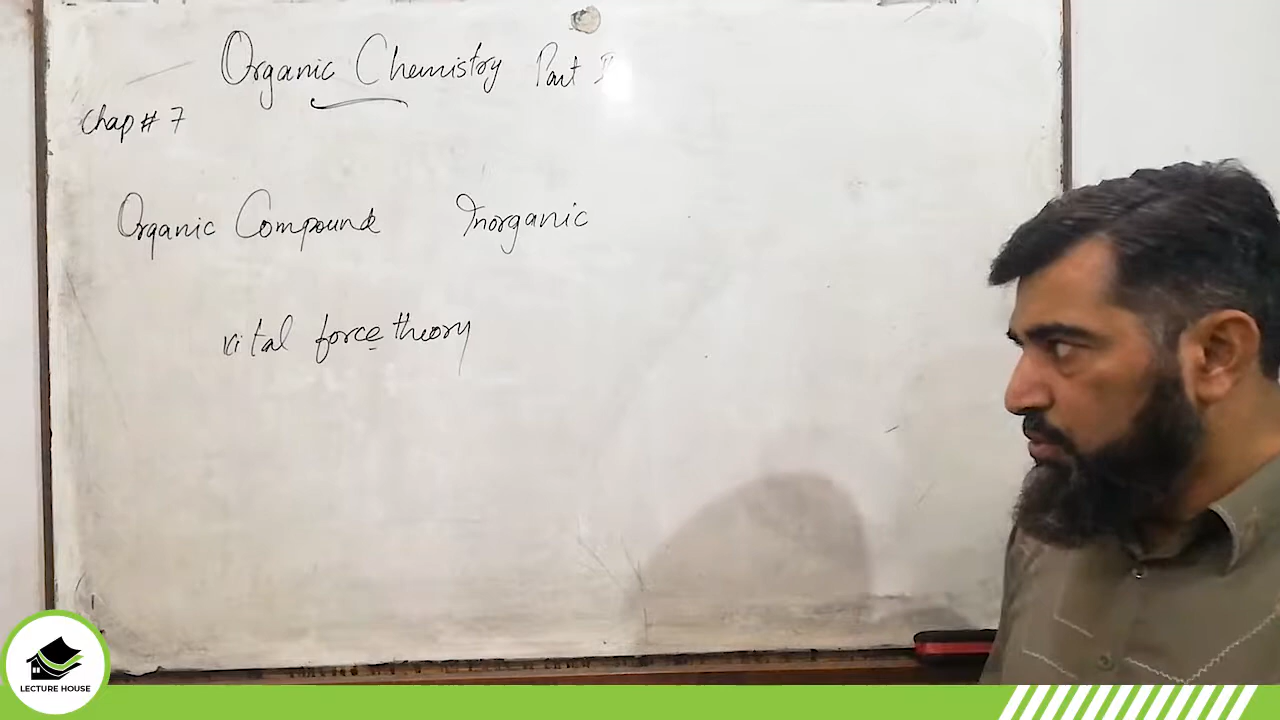 Organic Chemistry Part II
Chap # 7
Organic Compound Inorganic
vital force theory
LECTURE HOUSE